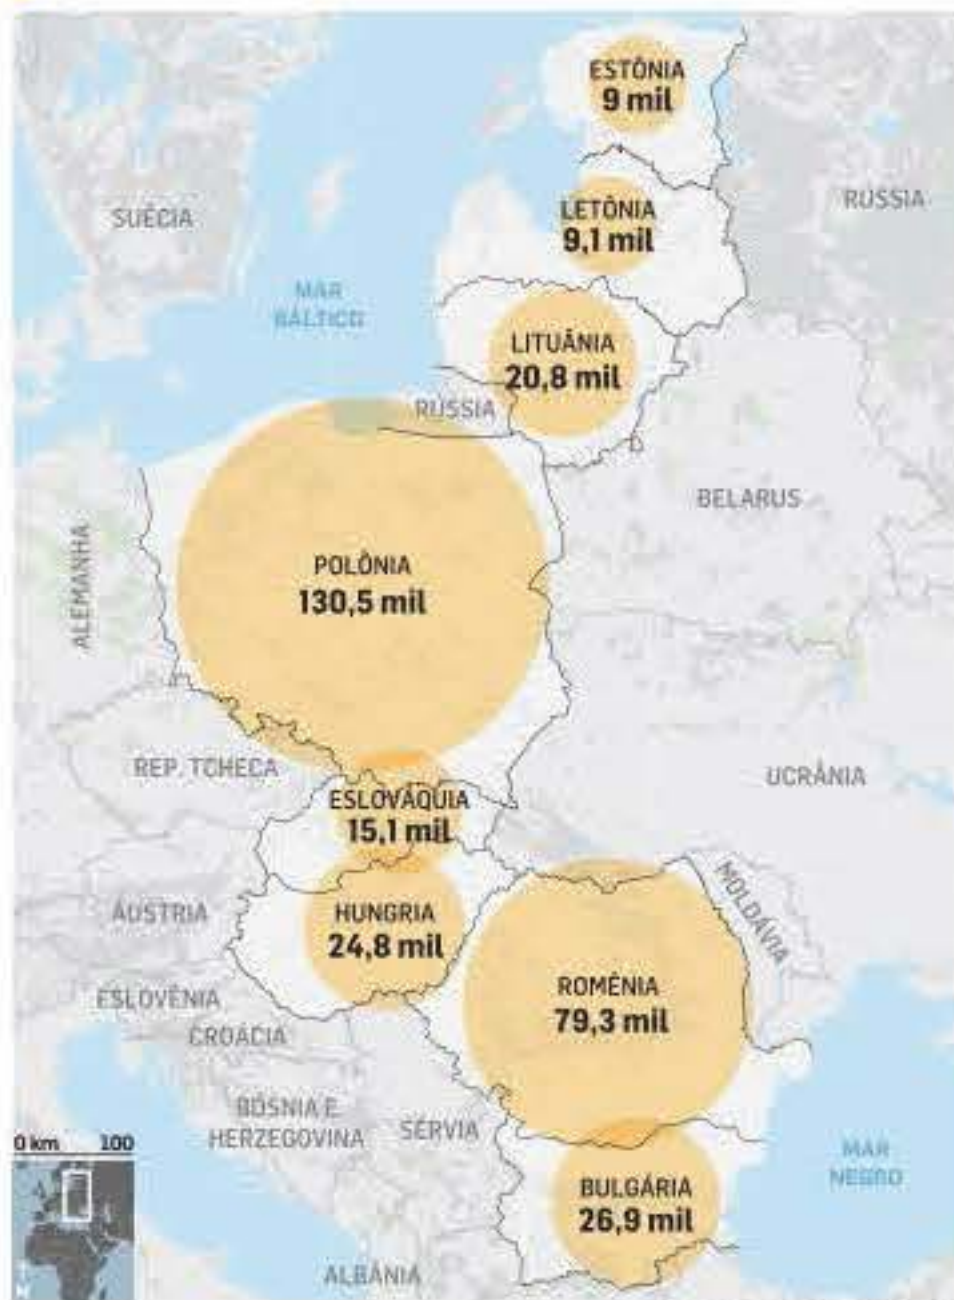 ESTÔNIA
9 mil
RUSSIA
LETÔNIA
9,1 mil
SUÉCIA
MAR
BÁLTICO
LITUÂNIA
20,8 mil
RUSSIA
BELARUS
ALEMANHA
POLÔNIA
130,5 mil
REP. TCHECA
UCRÂNIA
ESLOVÁQUIA
15,1 mil
ÁUSTRIA
HUNGRIA
24,8 mil
MOLDÁVIA
ROMÊNIA
79,3 mil
ESLOVÊNIA
CROÁCIA
BÓSNIA E
HERZEGOVINA
SÉRVIA
0 km 100
MAR
NEGRO
BULGÁRIA
26,9 mil
ALBÂNIA
N